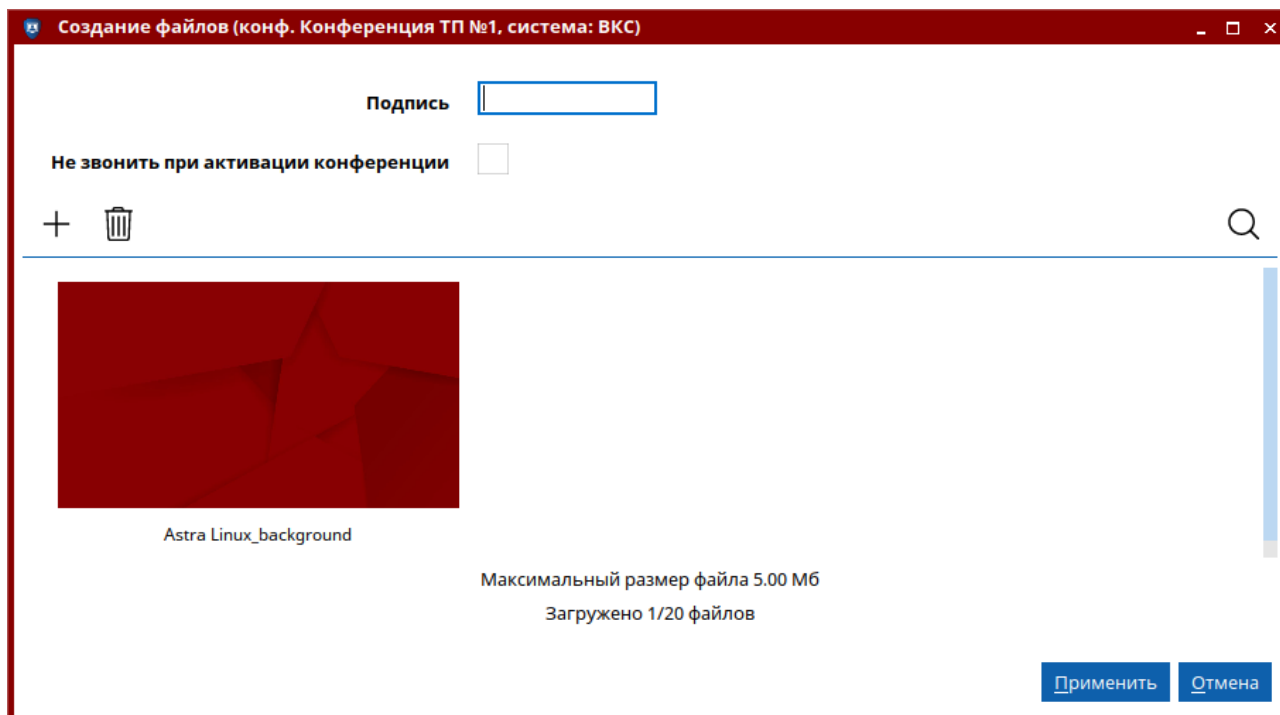 Создание файлов (конф. Конференция ТП №1, система: ВКС)
Подпись
Не звонить при активации конференции
Astra Linux_background
Максимальный размер файла 5.00 Мб
Загружено 1/20 файлов
Применить Отмена